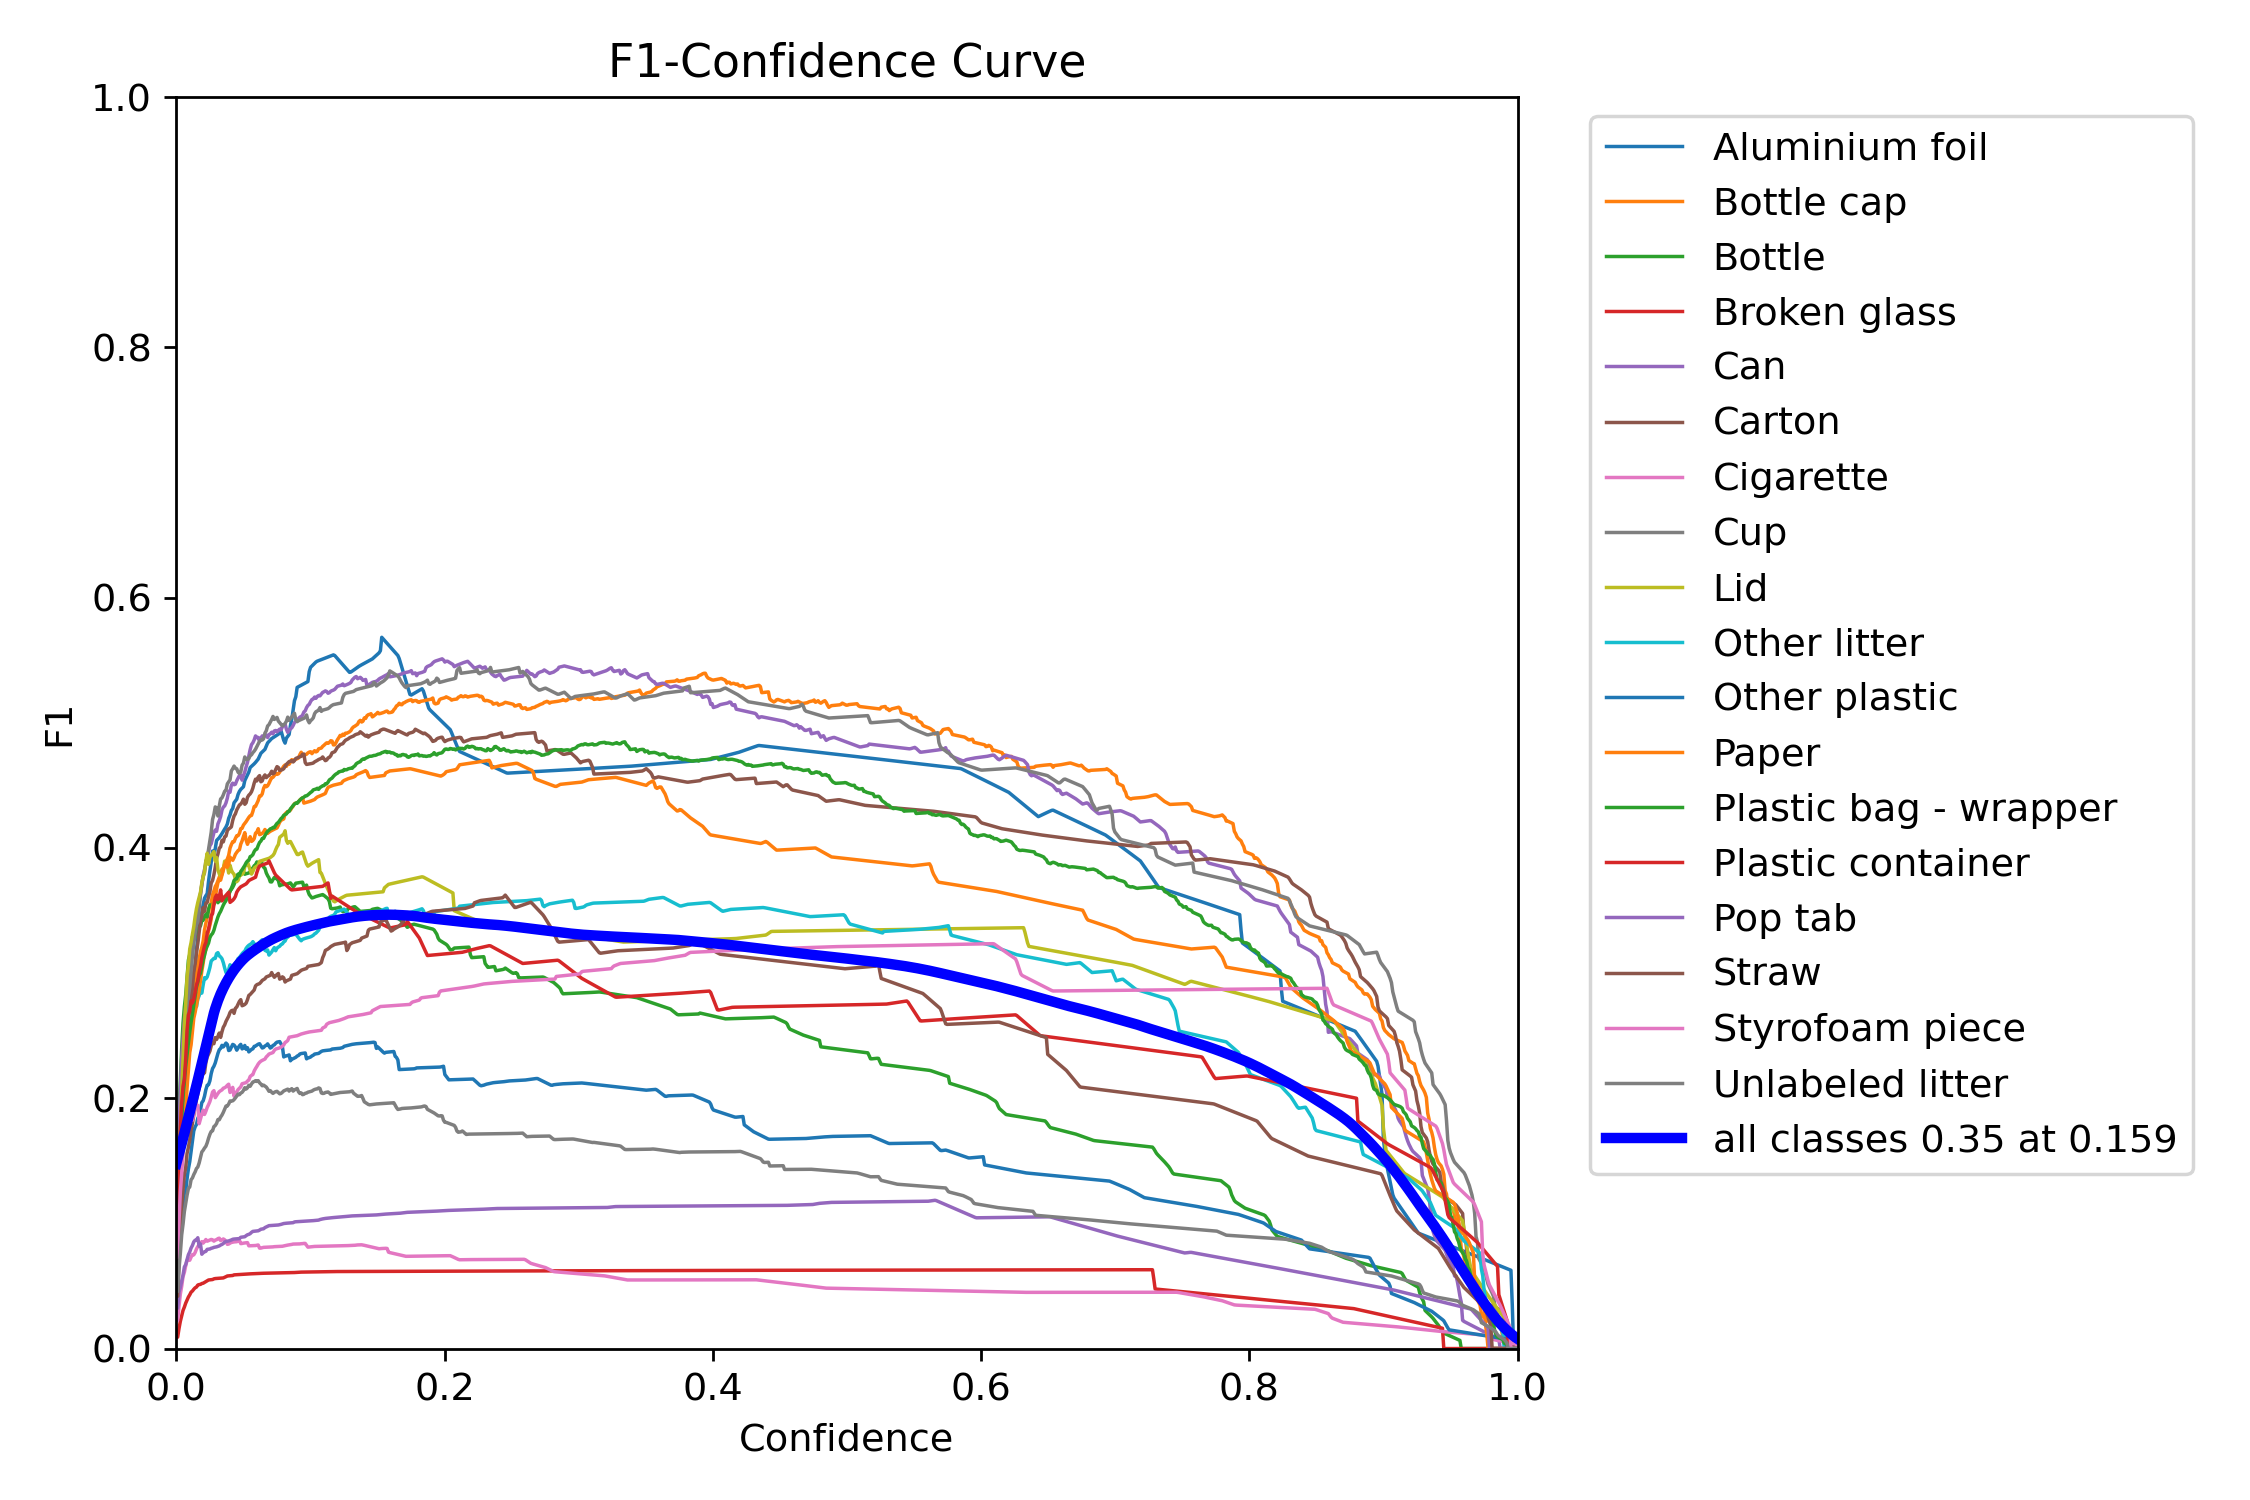 F1-Confidence Curve
1.0
0.8
0.6
0.4
0.2
0.0
F1
0.0 0.2 0.4 0.6 0.8 1.0
Confidence
Aluminium foil
Bottle cap
Bottle
Broken glass
Can
Carton
Cigarette
Cup
Lid
Other litter
Other plastic
Paper
Plastic bag - wrapper
Plastic container
Pop tab
Straw
Styrofoam piece
Unlabeled litter
all classes 0.35 at 0.159